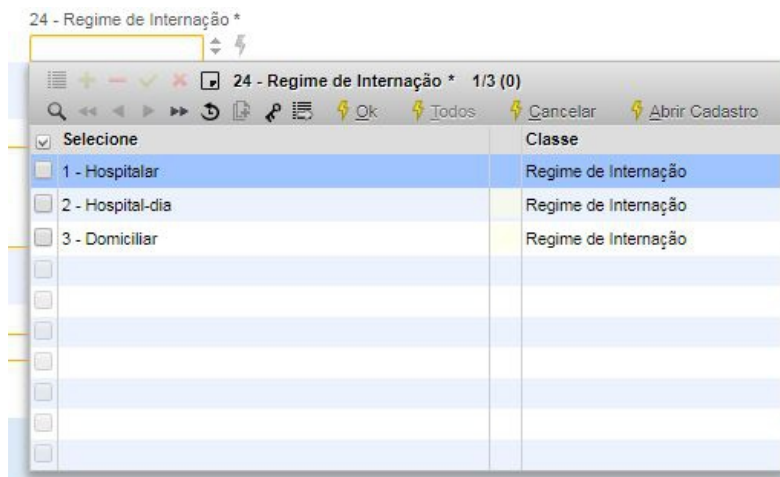 24 - Regime de Internação *
24 - Regime de Internação * 1/3 (0)
Ok Todos Cancelar Abrir Cadastro
Selecione Classe
1 - Hospitalar Regime de Internação
2 - Hospital-dia Regime de Internação
3 - Domiciliar Regime de Internação